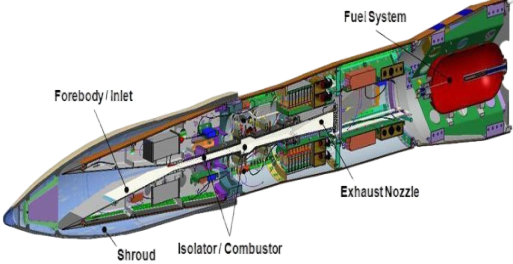 Fuel System
Forebody / Inlet
Exhaust Nozzle
Isolator / Combustor
Shroud